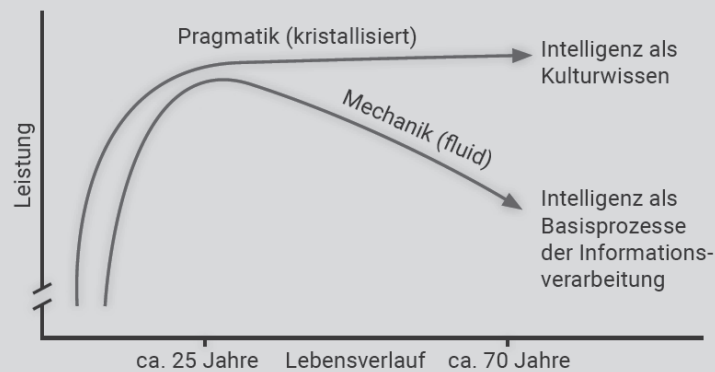 Pragmatik (kristallisiert)
Intelligenz als
Kulturwissen
Mechanik (fluid)
Leistung
Intelligenz als
Basisprozesse
der Informations-
verarbeitung
ca. 25 Jahre Lebensverlauf ca. 70 Jahre